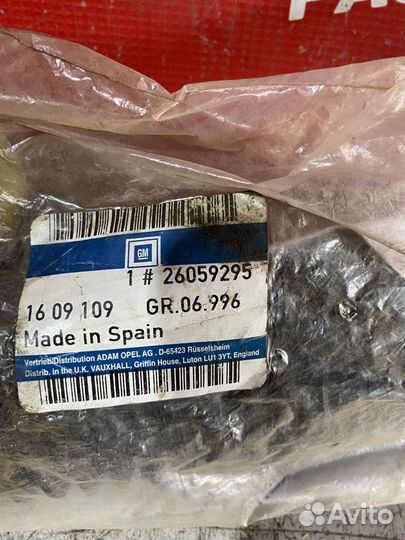 GM
1 # 26059295
16 09 109 GR.06.996
Made in Spain
Vertrieb/Distribution ADAM OPEL AG . D-65423 Rüsselsheim
Distrib. in the U.K. VAUXHALL, Griffin House, Luton LU1 3YT, England
Avito